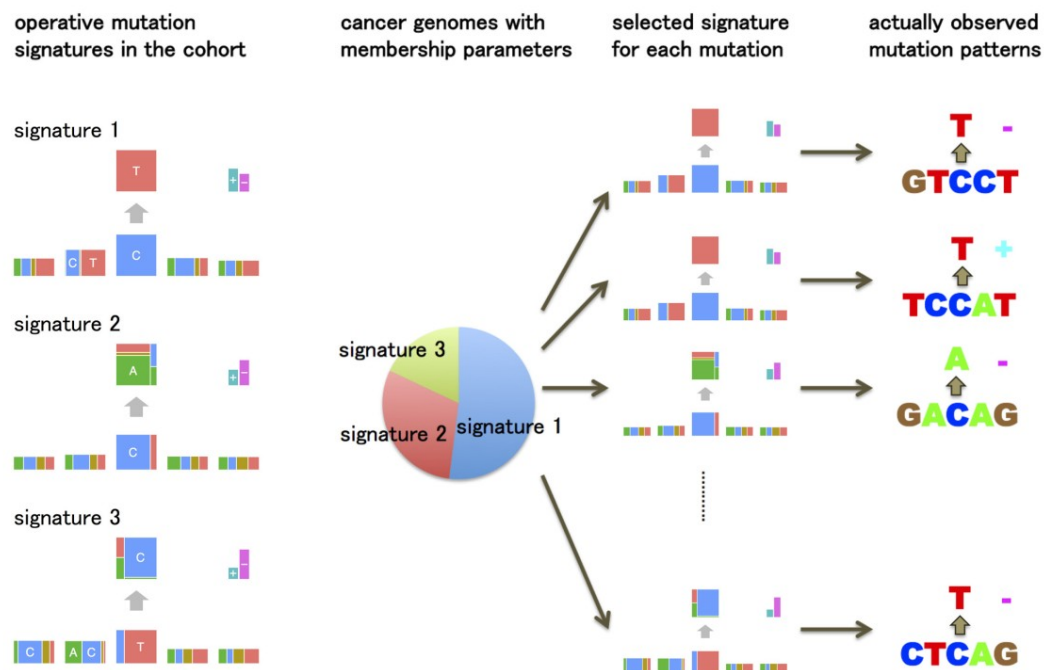 operative mutation
signatures in the cohort
cancer genomes with
membership parameters
selected signature
for each mutation
actually observed
mutation patterns
signature 1
T
+ -
C T
C
signature 2
A
+ -
C
signature 3
C
+ -
C
A C
T
signature 3
signature 2
signature 1
T -
GTCCT
T +
TCCAT
A -
GACAG
T -
CTCAG